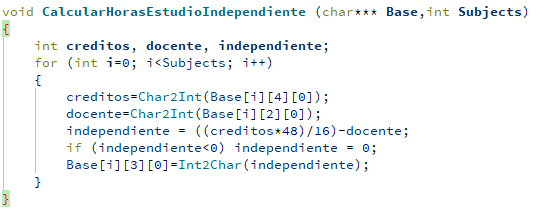 void CalcularHorasEstudioIndependiente (char*** Base,int Subjects)
{
int creditos, docente, independiente;
for (int i=0; i<Subjects; i++)
{
creditos=Char2Int(Base[i][4][0]);
docente=Char2Int(Base[i][2][0]);
independiente = ((creditos*48)/16)-docente;
if (independiente<0) independiente = 0;
Base[i][3][0]=Int2Char(independiente);
}
}